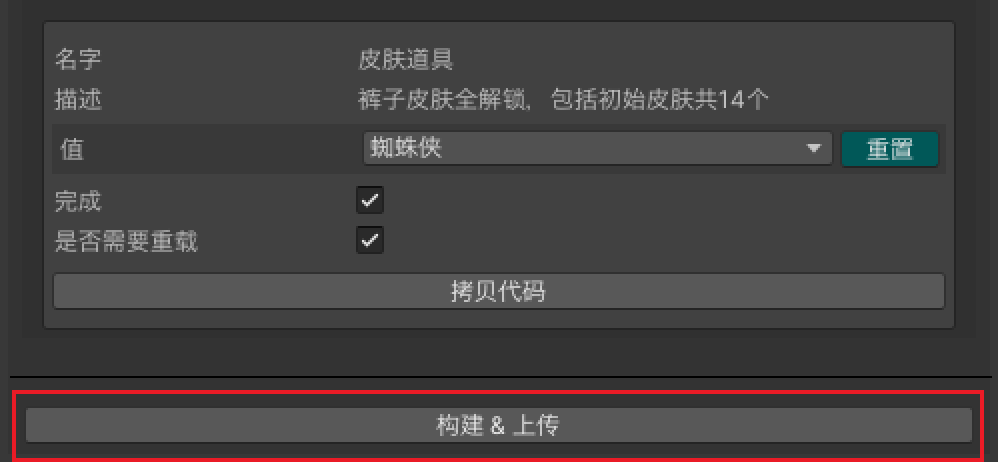 名字 皮肤道具
描述 裤子皮肤全解锁，包括初始皮肤共14个
值 蜘蛛侠 重置
完成
是否需要重载
拷贝代码
构建 & 上传